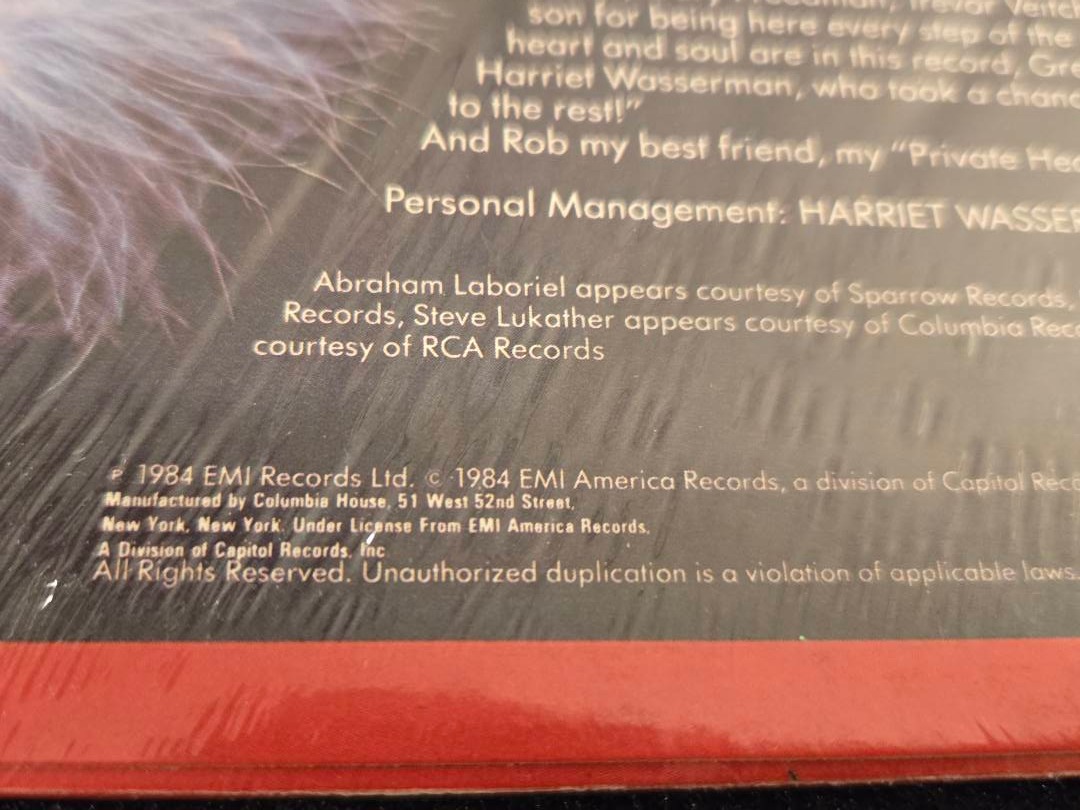 son for being here every step of the
heart and soul are in this record,
Harriet Wasserman, who took a
to the rest!"
And Rob my best friend, my "Private
Personal Management: HARRIET
Abraham Laboriel appears courtesy of Sparrow Records,
Records, Steve Lukather appears courtesy of Columbia
courtesy of RCA Records
℗ 1984 EMI Records Ltd. © 1984 EMI America Records, a division of Capitol
Manufactured by Columbia House, 51 West 52nd Street,
New York, New York. Under License From EMI America Records,
A Division of Capitol Records, Inc
All Rights Reserved. Unauthorized duplication is a violation of applicable laws.